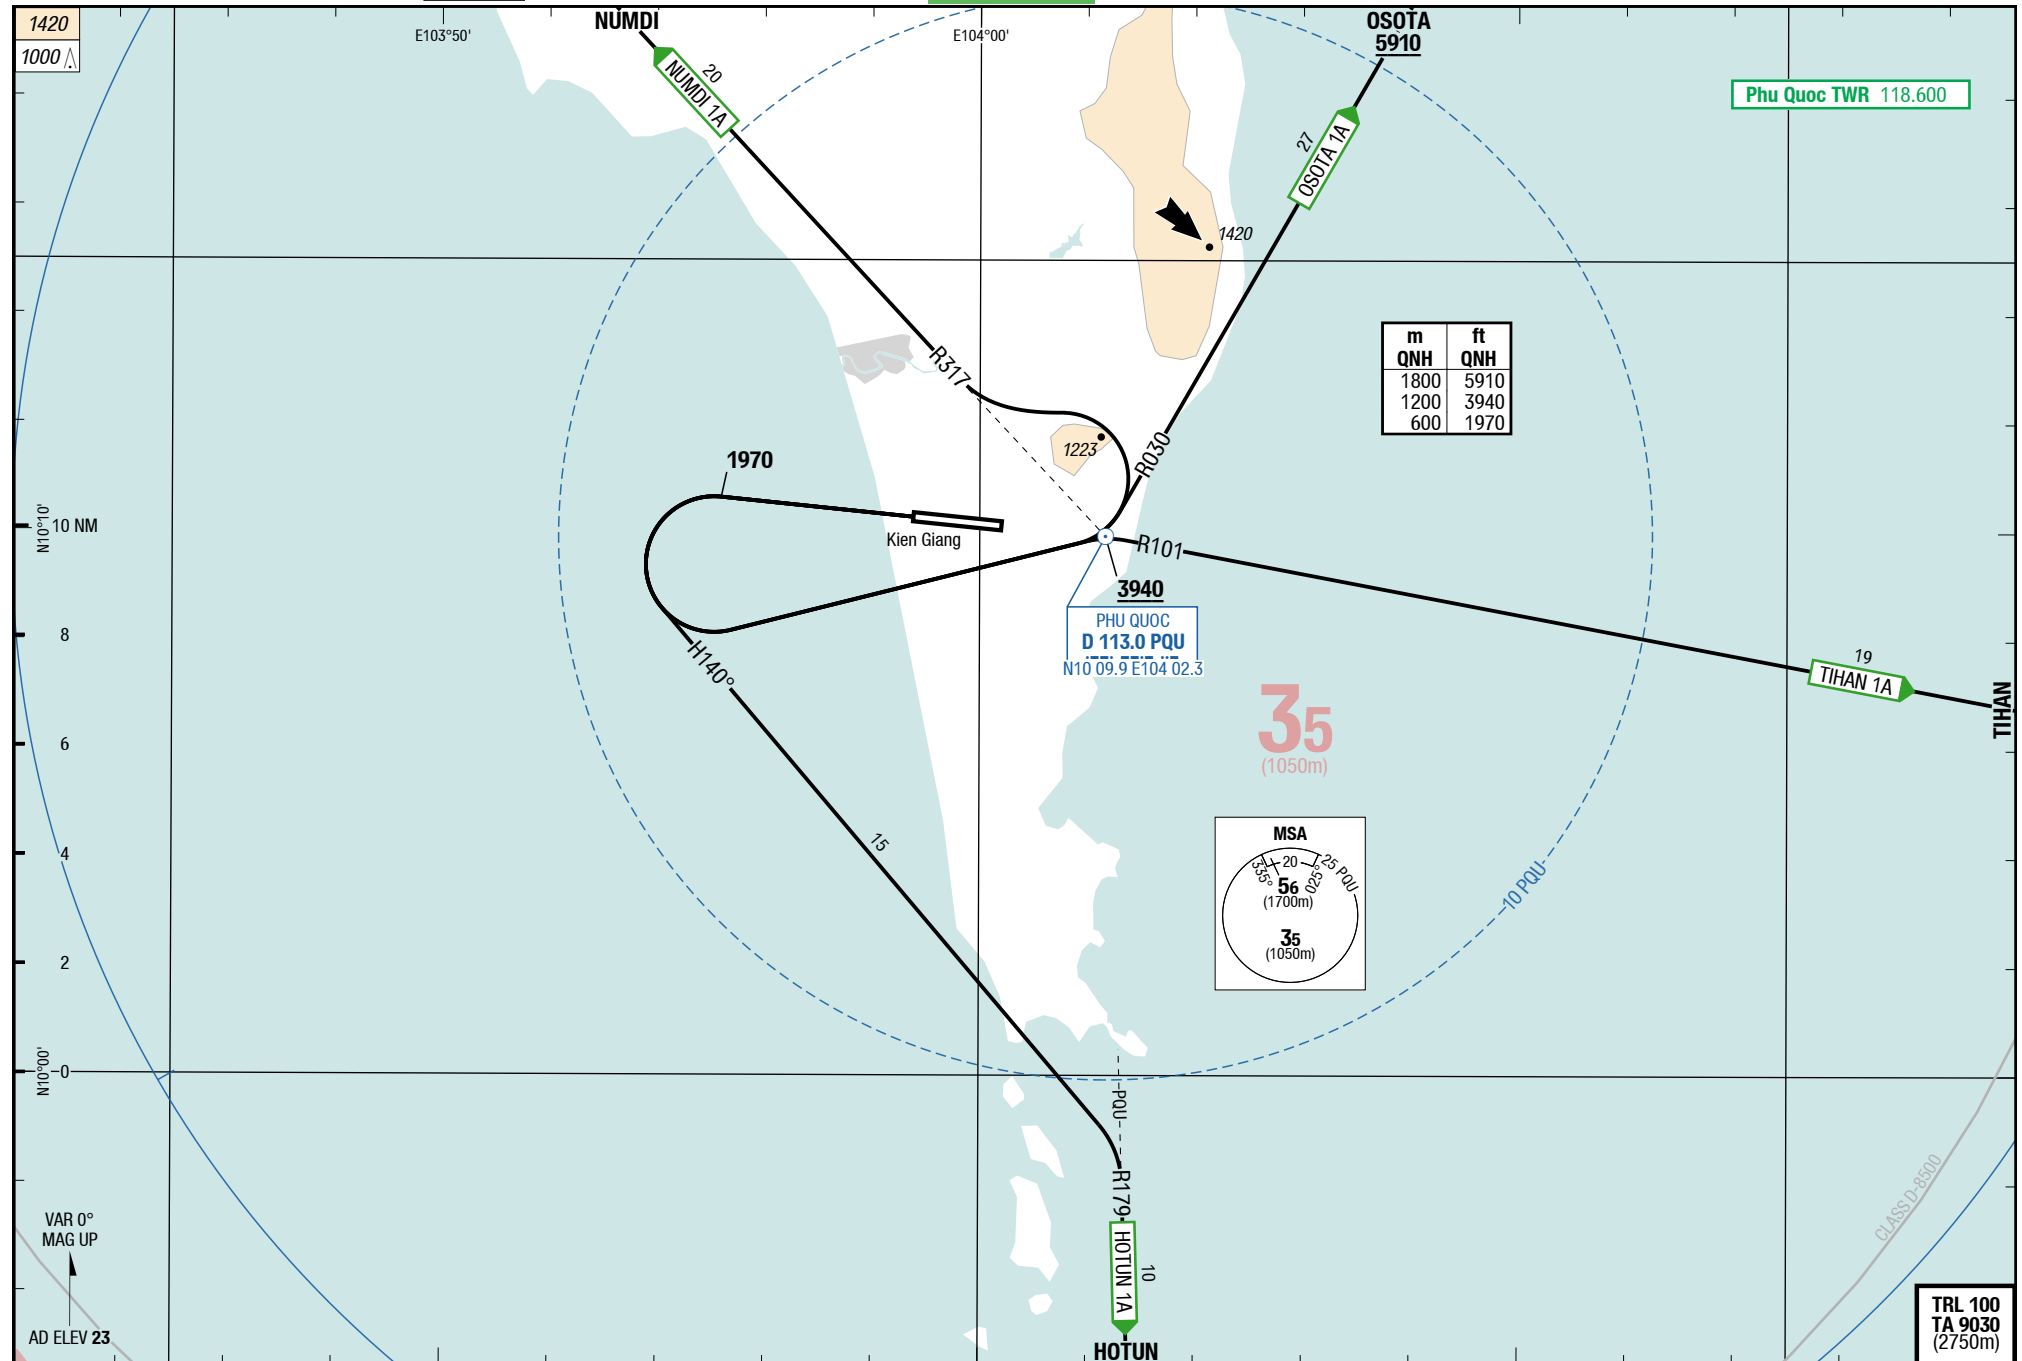 1420
1000
NUMDI
E103°50'
E104°00'
OSOTA
5910
Phu Quoc TWR 118.600
20
NUMDI 1A
27
OSOTA 1A
1420
m ft
QNH QNH
1800 5910
1200 3940
600 1970
R317
1223
R030
1970
N10°10'
10 NM
Kien Giang
R101
3940
PHU QUOC
D 113.0 PQU
N10 09.9 E104 02.3
8
H140°
19
TIHAN 1A
TIHAN
35
(1050m)
6
15
4
MSA
335°
20
025°
25 PQU
56
(1700m)
35
(1050m)
10 PQU
2
N10°00'
0
PQU
R179
HOTUN 1A
10
HOTUN
CLASS D-8500
VAR 0°
MAG UP
AD ELEV 23
TRL 100
TA 9030
(2750m)